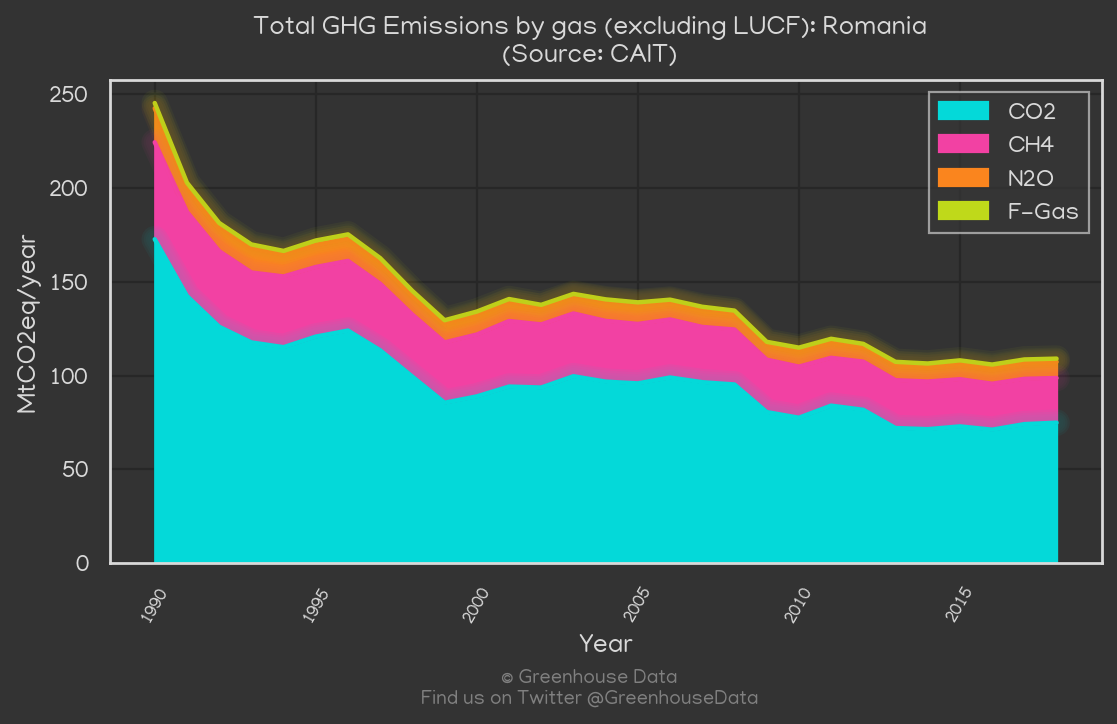 Total GHG Emissions by gas (excluding LUCF): Romania
(Source: CAIT)
250
200
150
100
50
0
MtCO2eq/year
CO2
CH4
N2O
F-Gas
1990
1995
2000
2005
2010
2015
Year
© Greenhouse Data
Find us on Twitter @GreenhouseData